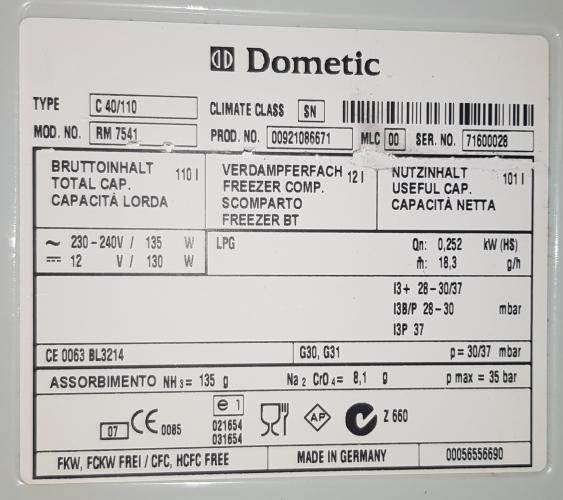 Dometic
TYPE C 40/110 CLIMATE CLASS SN
MOD. NO. RM 7541 PROD. NO. 00921086671 MLC 00 SER. NO. 71600028
BRUTTOINHALT 110 l
TOTAL CAP.
CAPACITÀ LORDA
VERDAMPFERFACH 12 l
FREEZER COMP.
SCOMPARTO
FREEZER BT
NUTZINHALT 101 l
USEFUL CAP.
CAPACITÀ NETTA
~ 230-240V / 135 W
⎓ 12 V / 130 W
LPG Qn: 0,252 kW (HS)
ṁ: 18,3 g/h
I3+ 28-30/37
I3B/P 28-30 mbar
I3P 37
CE 0063 BL3214 G30, G31 p= 30/37 mbar
ASSORBIMENTO NH3= 135 g Na2 CrO4= 8,1 g p max = 35 bar
07 CE 0085
e 1
021654
031654
AP
Z 660
FKW, FCKW FREI / CFC, HCFC FREE MADE IN GERMANY 00056556690